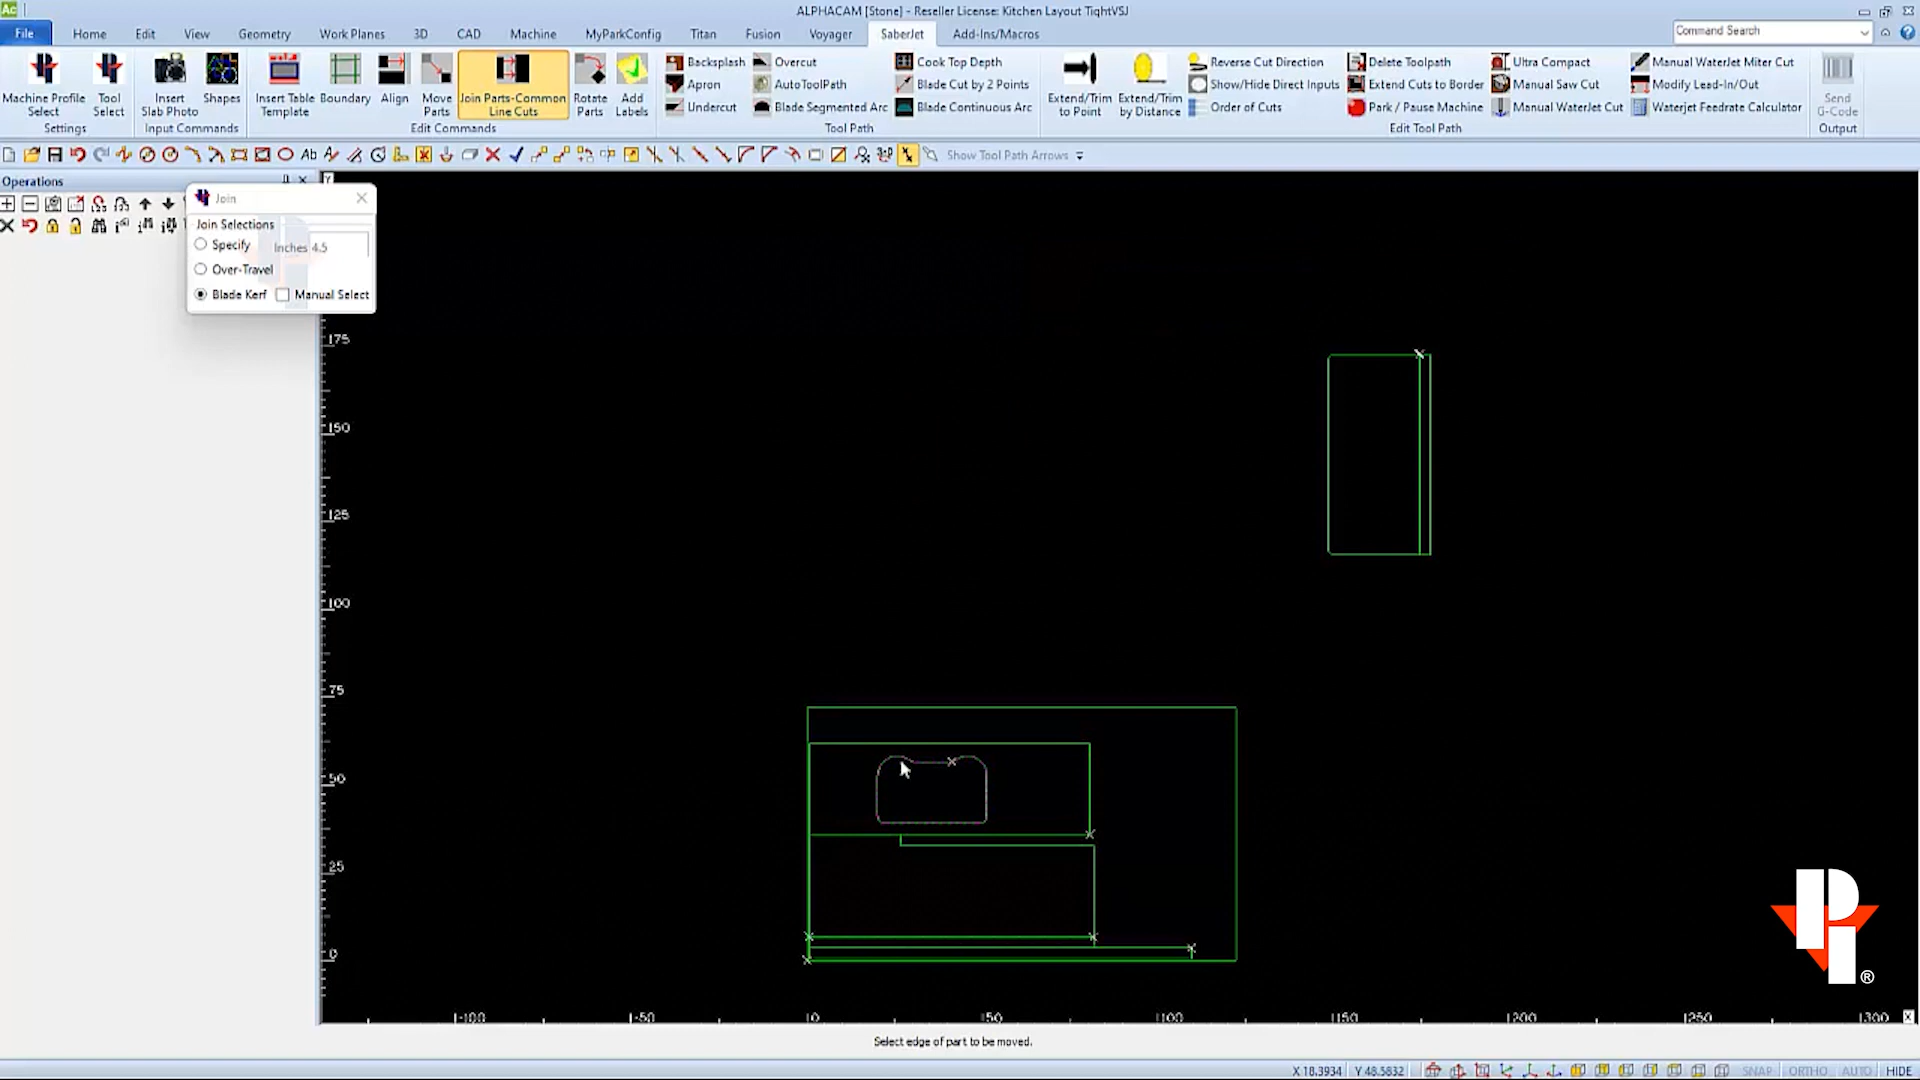 ALPHACAM [Stone] - Reseller License: Kitchen Layout TightVSJ
File Home Edit View Geometry Work Planes 3D CAD Machine MyParkConfig Titan Fusion Voyager SaberJet Add-Ins/Macros Command Search
Machine Profile Select
Tool Select
Settings
Insert Slab Photo
Shapes
Input Commands
Insert Table Template
Boundary
Align
Move Parts
Join Parts-Common Line Cuts
Rotate Parts
Add Labels
Edit Commands
Backsplash Overcut Cook Top Depth
Apron AutoToolPath Blade Cut by 2 Points
Undercut Blade Segmented Arc Blade Continuous Arc
Tool Path
Extend/Trim to Point
Extend/Trim by Distance
Reverse Cut Direction Delete Toolpath Ultra Compact Manual WaterJet Miter Cut
Show/Hide Direct Inputs Extend Cuts to Border Manual Saw Cut Modify Lead-In/Out
Order of Cuts Park / Pause Machine Manual WaterJet Cut Waterjet Feedrate Calculator
Edit Tool Path
Send G-Code
Output
Show Tool Path Arrows
Operations
Join
Join Selections
Specify Inches 4.5
Over-Travel
Blade Kerf Manual Select
175
150
125
100
75
50
25
0
-100 -50 0 50 100 150 200 250 300
Select edge of part to be moved.
X 18.3934 Y 48.5832 SNAP ORTHO AUTO HIDE